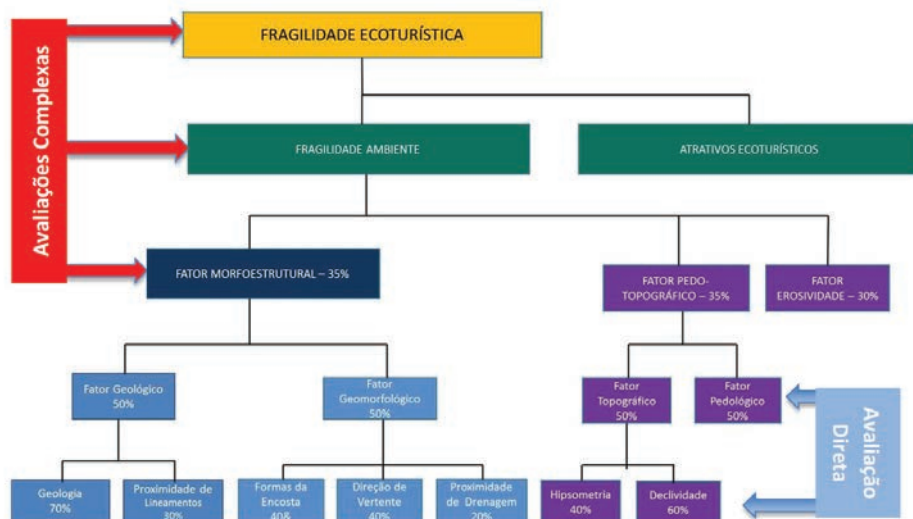 Avaliações Complexas
FRAGILIDADE ECOTURÍSTICA
FRAGILIDADE AMBIENTE
ATRATIVOS ECOTURÍSTICOS
FATOR MORFOESTRUTURAL – 35%
FATOR PEDO-
TOPOGRÁFICO – 35%
FATOR
EROSIVIDADE – 30%
Fator Geológico
50%
Fator
Geomorfológico
50%
Fator
Topográfico
50%
Fator
Pedológico
50%
Avaliação
Direta
Geologia
70%
Proximidade de
Lineamentos
30%
Formas da
Encosta
40&
Direção de
Vertente
40%
Proximidade
de Drenagem
20%
Hipsometria
40%
Declividade
60%